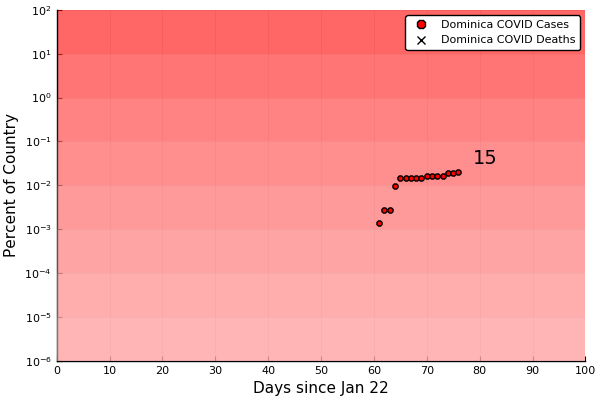 10²
10¹
10⁰
10⁻¹
10⁻²
10⁻³
10⁻⁴
10⁻⁵
10⁻⁶
Percent of Country
Dominica COVID Cases
Dominica COVID Deaths
15
0 10 20 30 40 50 60 70 80 90 100
Days since Jan 22